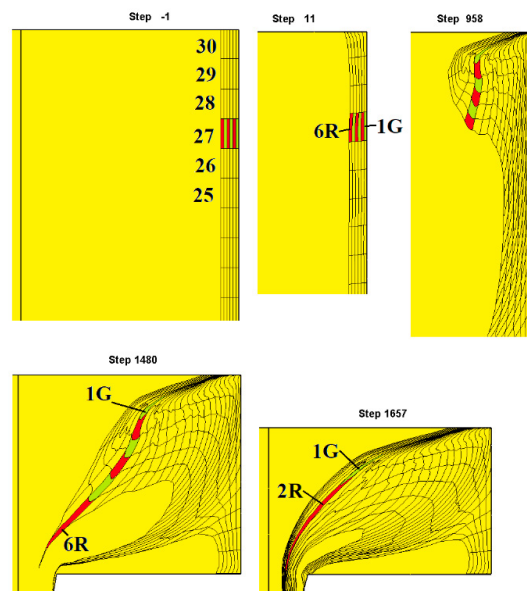 Step -1
30
29
28
27
26
25
Step 11
6R
1G
Step 958
Step 1480
1G
6R
Step 1657
1G
2R